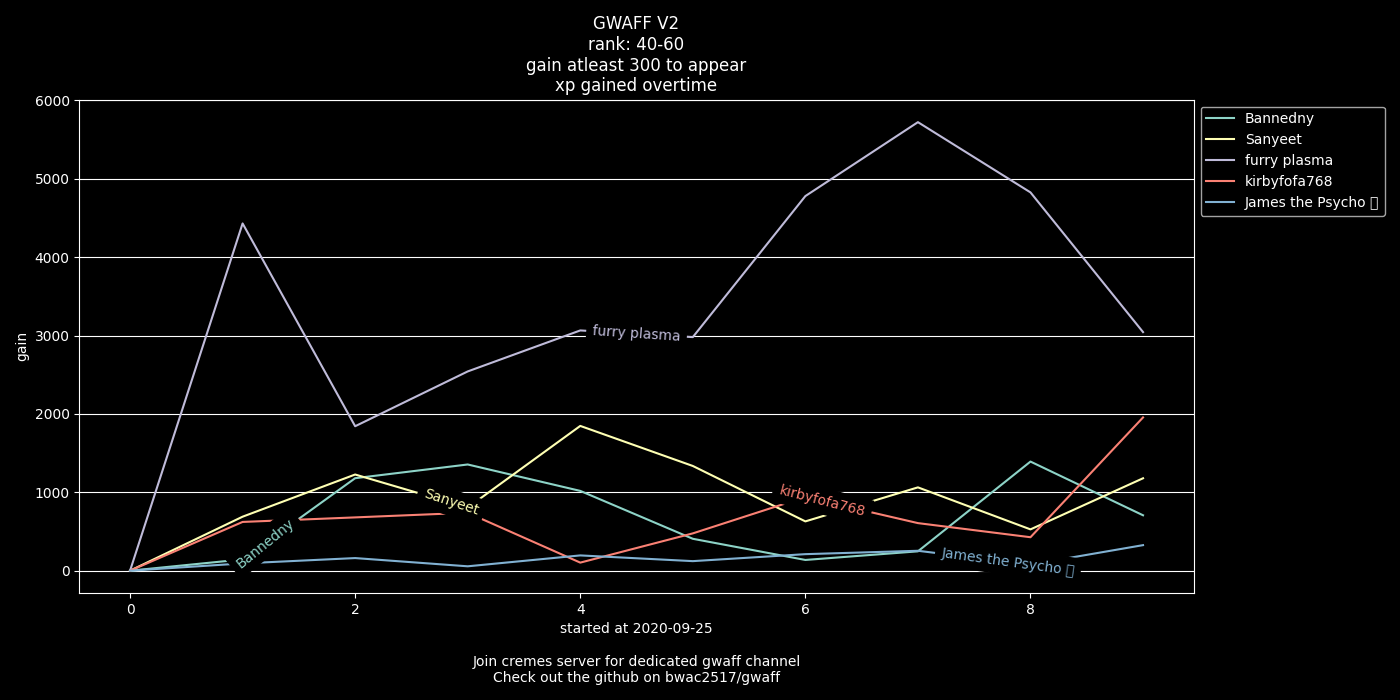 GWAFF V2
rank: 40-60
gain atleast 300 to appear
xp gained overtime
6000
5000
4000
3000
2000
1000
0
gain
furry plasma
Sanyeet
kirbyfofa768
Bannedny
James the Psycho
0 2 4 6 8
started at 2020-09-25
Join cremes server for dedicated gwaff channel
Check out the github on bwac2517/gwaff
Bannedny
Sanyeet
furry plasma
kirbyfofa768
James the Psycho